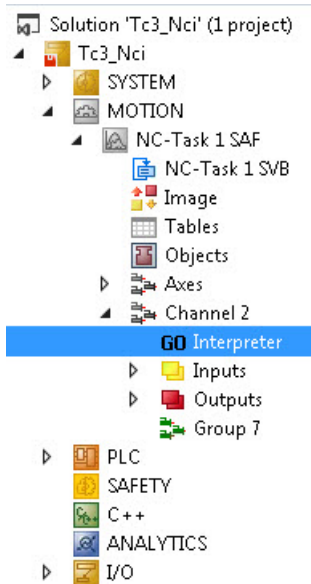 Solution 'Tc3_Nci' (1 project)
Tc3_Nci
SYSTEM
MOTION
NC-Task 1 SAF
NC-Task 1 SVB
Image
Tables
Objects
Axes
Channel 2
GO Interpreter
Inputs
Outputs
Group 7
PLC
SAFETY
C++
ANALYTICS
I/O